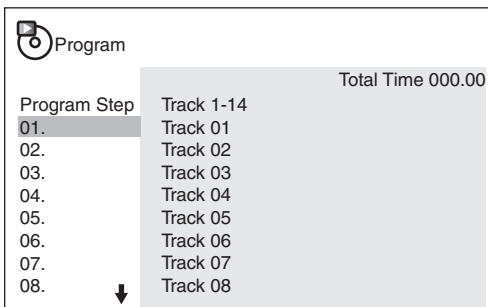 Program
Total Time 000.00
Program Step Track 1-14
01. Track 01
02. Track 02
03. Track 03
04. Track 04
05. Track 05
06. Track 06
07. Track 07
08. Track 08